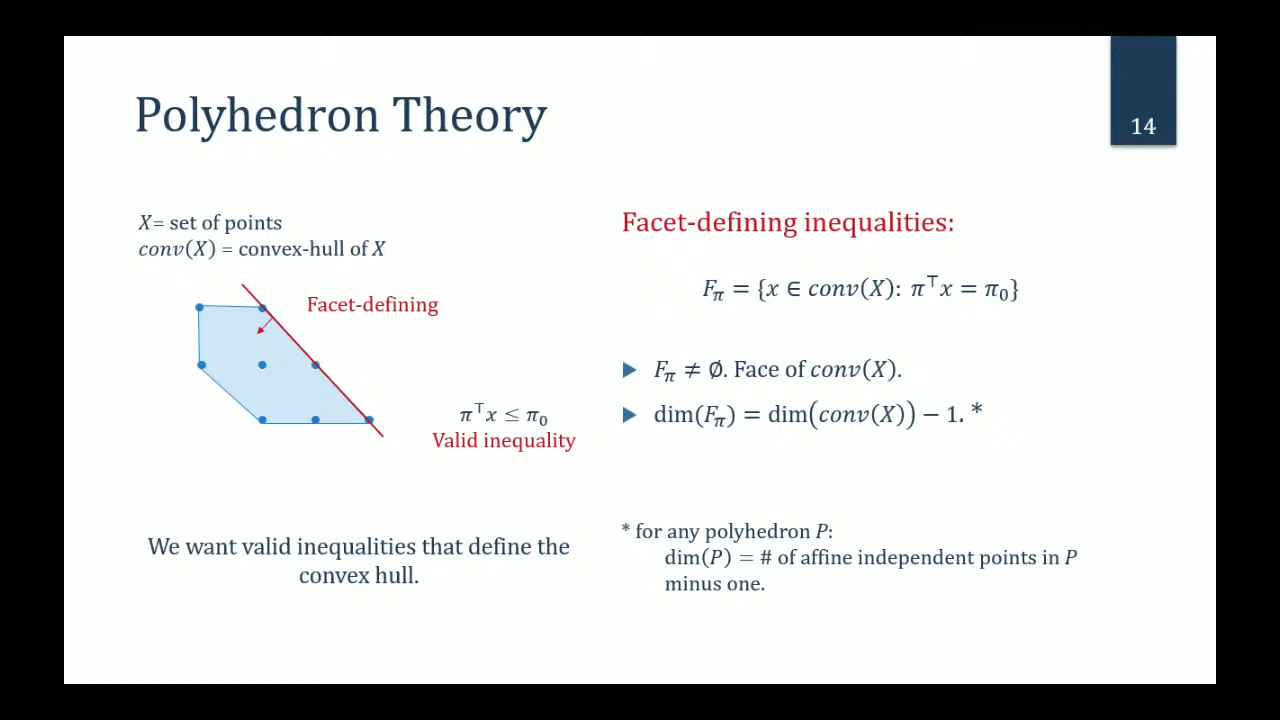 Polyhedron Theory
14
X= set of points
conv(X) = convex-hull of X
Facet-defining
π⊤x ≤ π₀
Valid inequality
We want valid inequalities that define the
convex hull.
Facet-defining inequalities:
Fπ = {x ∈ conv(X): π⊤x = π₀}
Fπ ≠ ∅. Face of conv(X).
dim(Fπ) = dim(conv(X)) − 1. *
* for any polyhedron P:
dim(P) = # of affine independent points in P
minus one.